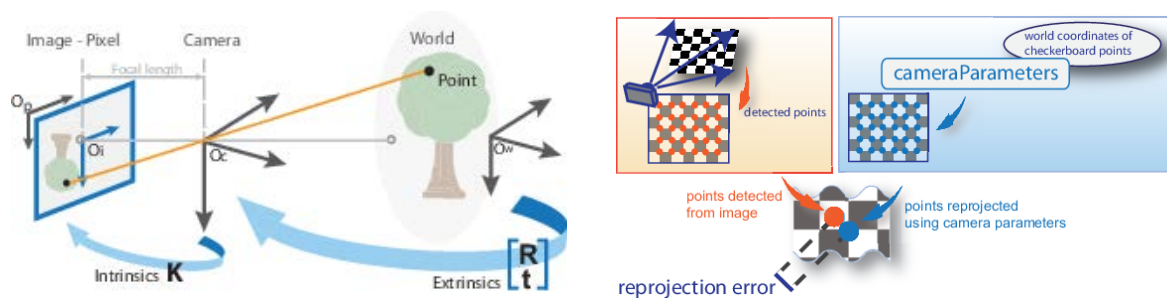 Image - Pixel
Camera
World
Focal length
Point
Oi
Oc
Ow
Intrinsics K
Extrinsics [R t]
world coordinates of
checkerboard points
cameraParameters
detected points
points detected
from image
points reprojected
using camera parameters
reprojection error